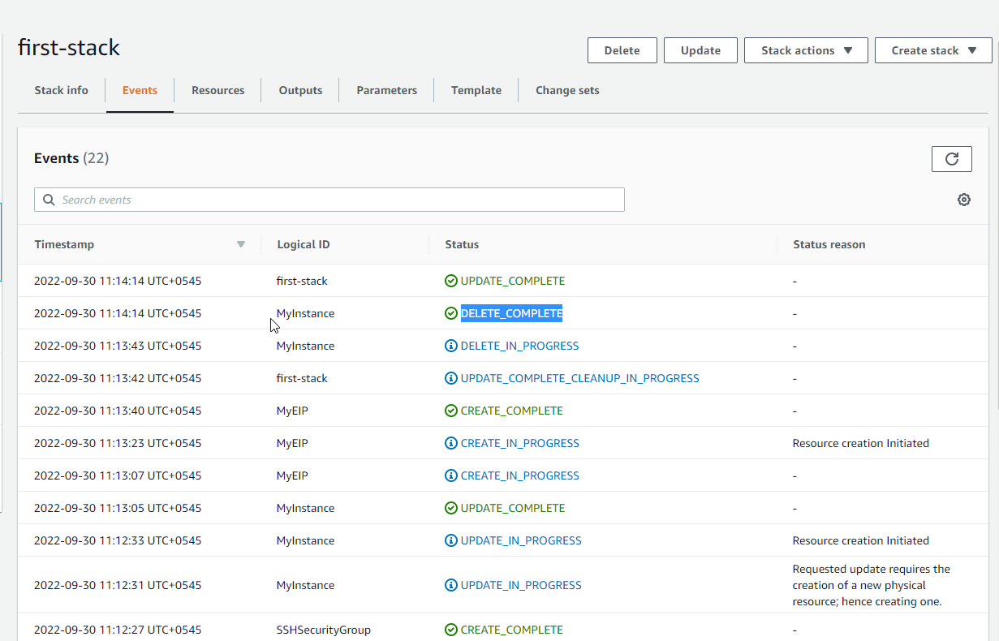 first-stack
Delete Update Stack actions Create stack
Stack info Events Resources Outputs Parameters Template Change sets
Events (22)
Search events
Timestamp Logical ID Status Status reason
2022-09-30 11:14:14 UTC+0545 first-stack UPDATE_COMPLETE -
2022-09-30 11:14:14 UTC+0545 MyInstance DELETE_COMPLETE -
2022-09-30 11:13:43 UTC+0545 MyInstance DELETE_IN_PROGRESS -
2022-09-30 11:13:42 UTC+0545 first-stack UPDATE_COMPLETE_CLEANUP_IN_PROGRESS -
2022-09-30 11:13:40 UTC+0545 MyEIP CREATE_COMPLETE -
2022-09-30 11:13:23 UTC+0545 MyEIP CREATE_IN_PROGRESS Resource creation Initiated
2022-09-30 11:13:07 UTC+0545 MyEIP CREATE_IN_PROGRESS -
2022-09-30 11:13:05 UTC+0545 MyInstance UPDATE_COMPLETE -
2022-09-30 11:12:33 UTC+0545 MyInstance UPDATE_IN_PROGRESS Resource creation Initiated
2022-09-30 11:12:31 UTC+0545 MyInstance UPDATE_IN_PROGRESS Requested update requires the
creation of a new physical
resource; hence creating one.
2022-09-30 11:12:27 UTC+0545 SSHSecurityGroup CREATE_COMPLETE -